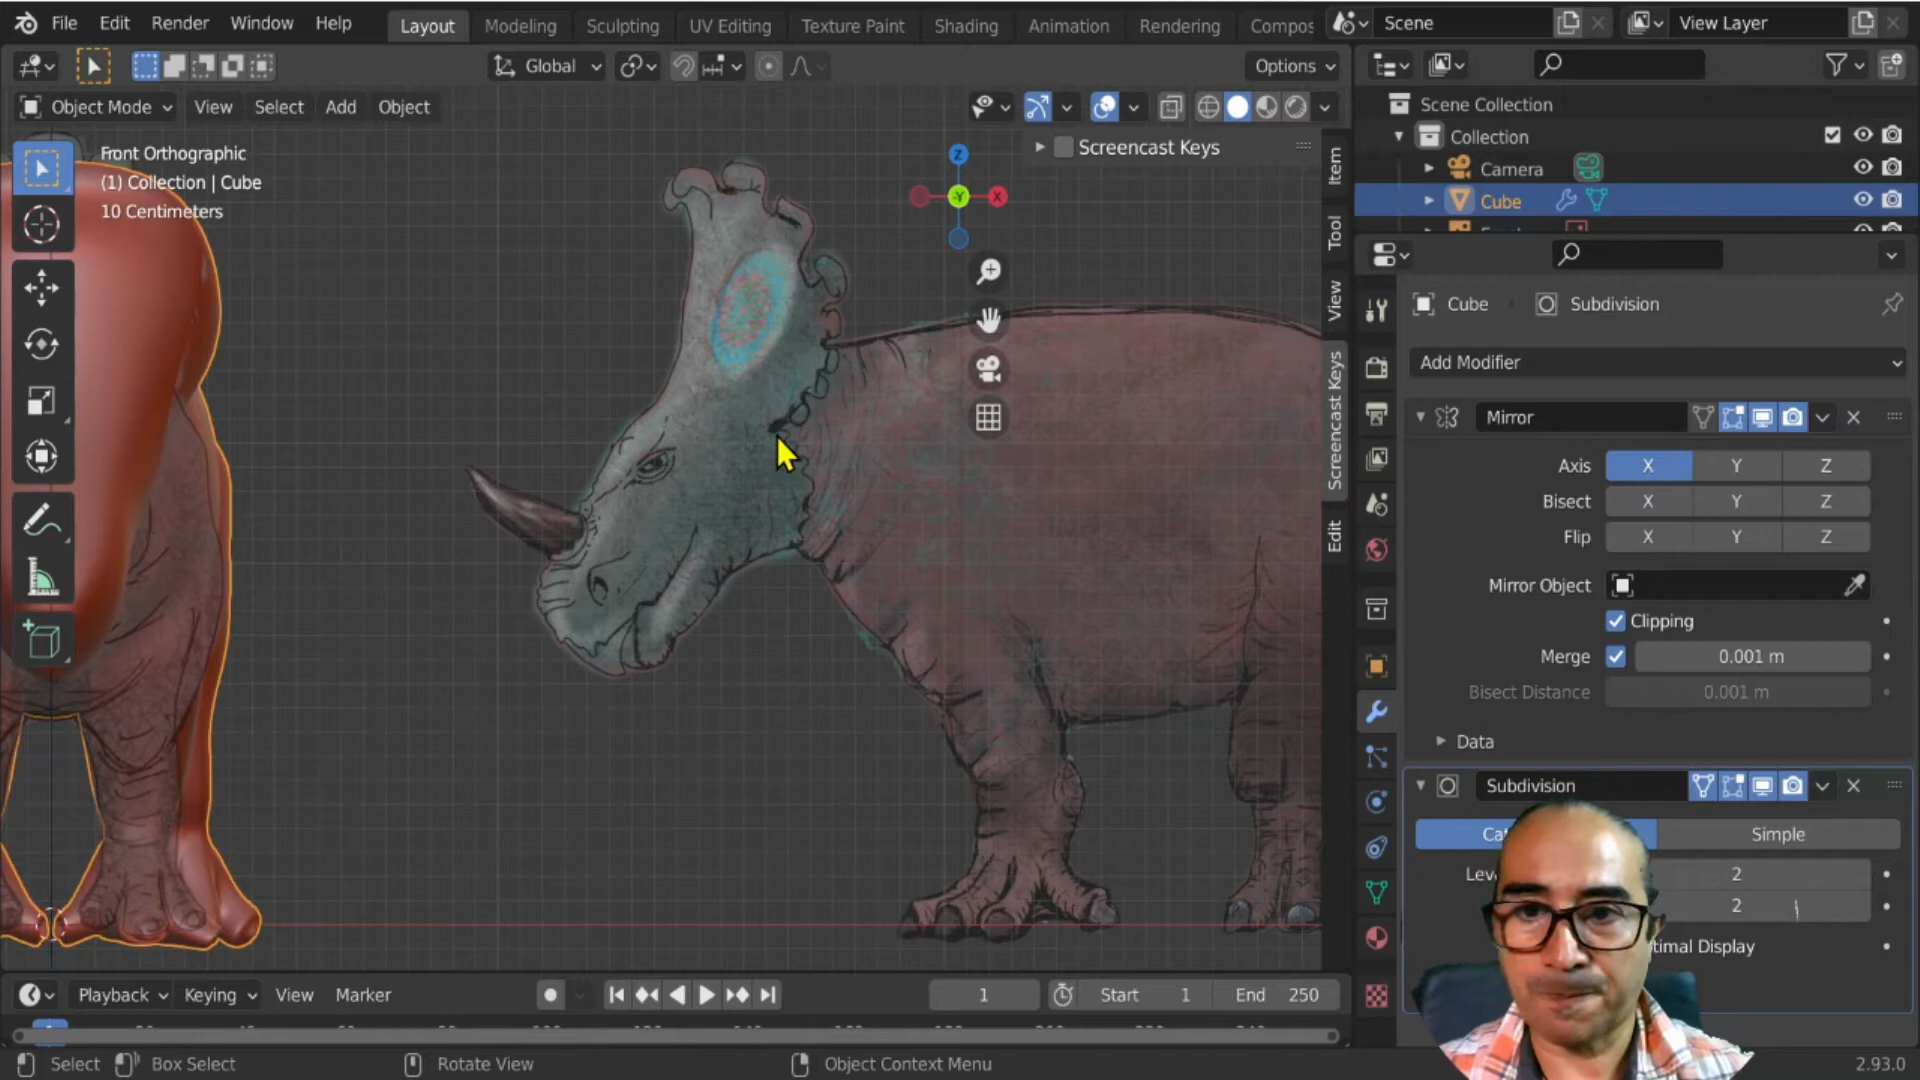 File Edit Render Window Help Layout Modeling Sculpting UV Editing Texture Paint Shading Animation Rendering Compos Scene View Layer
Global Options
Object Mode View Select Add Object
Front Orthographic
(1) Collection | Cube
10 Centimeters
Z
-Y
X
Screencast Keys
Item
Tool
View
Screencast Keys
Edit
Scene Collection
Collection
Camera
Cube
Cube Subdivision
Add Modifier
Mirror
Axis X Y Z
Bisect X Y Z
Flip X Y Z
Mirror Object
Clipping
Merge 0.001 m
Bisect Distance 0.001 m
Data
Subdivision
Simple
2
2
Playback Keying View Marker 1 Start 1 End 250
Select Box Select Rotate View Object Context Menu 2.93.0